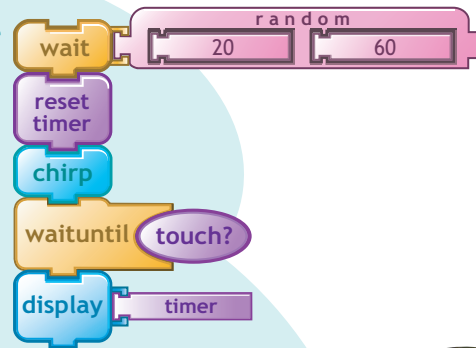 random
wait 20 60
reset
timer
chirp
waituntil touch?
display timer